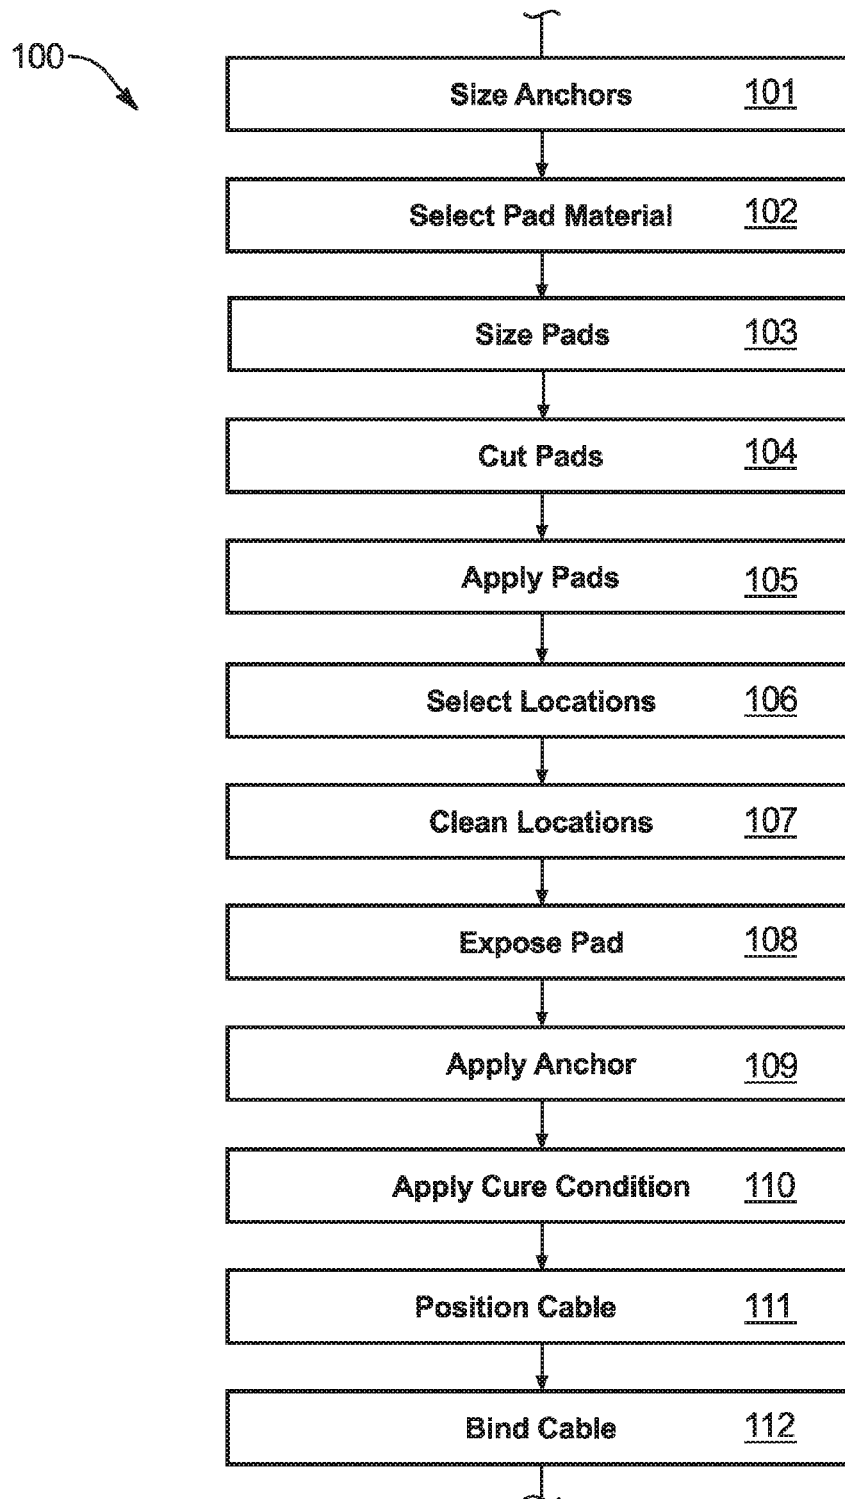 100
Size Anchors 101
Select Pad Material 102
Size Pads 103
Cut Pads 104
Apply Pads 105
Select Locations 106
Clean Locations 107
Expose Pad 108
Apply Anchor 109
Apply Cure Condition 110
Position Cable 111
Bind Cable 112